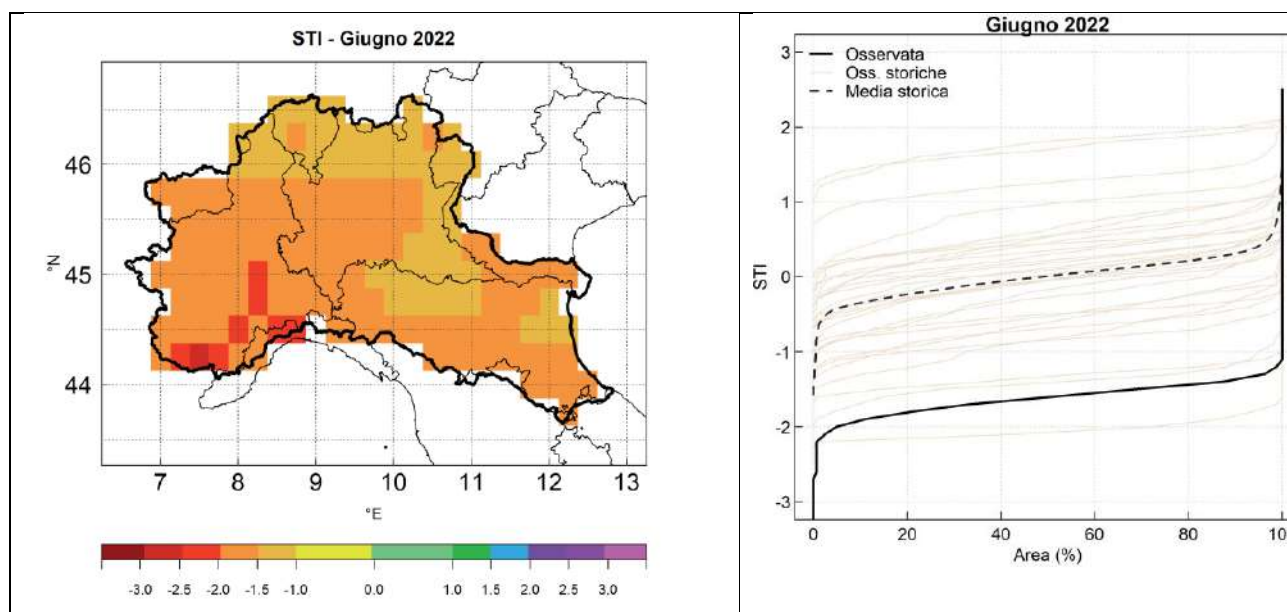 STI - Giugno 2022
46
45
44
°N
7 8 9 10 11 12 13
°E
-3.0 -2.5 -2.0 -1.5 -1.0 0.0 1.0 1.5 2.0 2.5 3.0
Giugno 2022
Osservata
Oss. storiche
Media storica
3
2
1
0
-1
-2
-3
STI
0 20 40 60 80 10
Area (%)